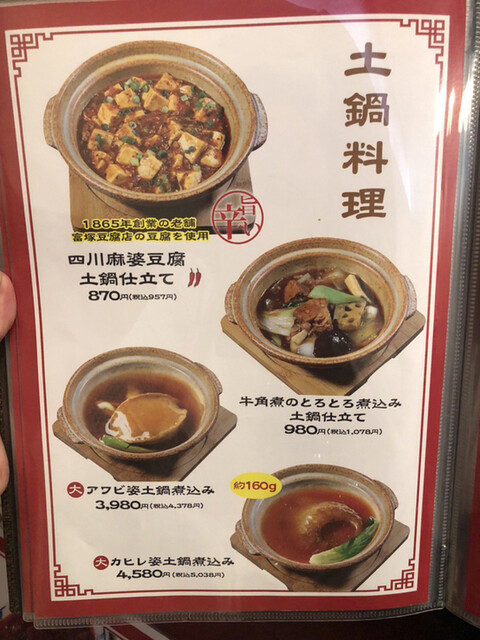 土鍋料理
旨い
辛
1865年創業の老舗
富塚豆腐店の豆腐を使用
四川麻婆豆腐
土鍋仕立て
870円(税込957円)
牛角煮のとろとろ煮込み
土鍋仕立て
980円(税込1,078円)
大 アワビ姿土鍋煮込み
3,980円(税込4,378円)
約160g
大 カヒレ姿土鍋煮込み
4,580円(税込5,038円)